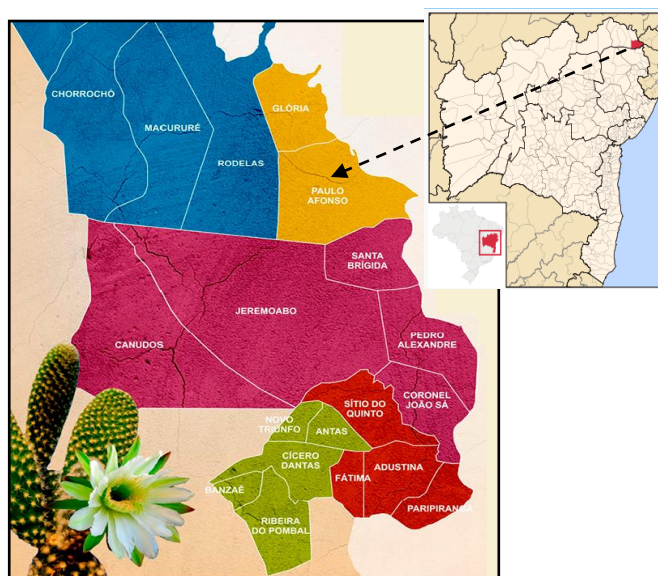 CHORROCHÓ
MACURURÉ
RODELAS
GLÓRIA
PAULO
AFONSO
SANTA
BRÍGIDA
JEREMOABO
CANUDOS
PEDRO
ALEXANDRE
CORONEL
JOÃO SÁ
SÍTIO DO
QUINTO
NOVO
TRIUNFO
ANTAS
CÍCERO
DANTAS
FÁTIMA
ADUSTINA
BANZAÊ
PARIPIRANGA
RIBEIRA
DO POMBAL